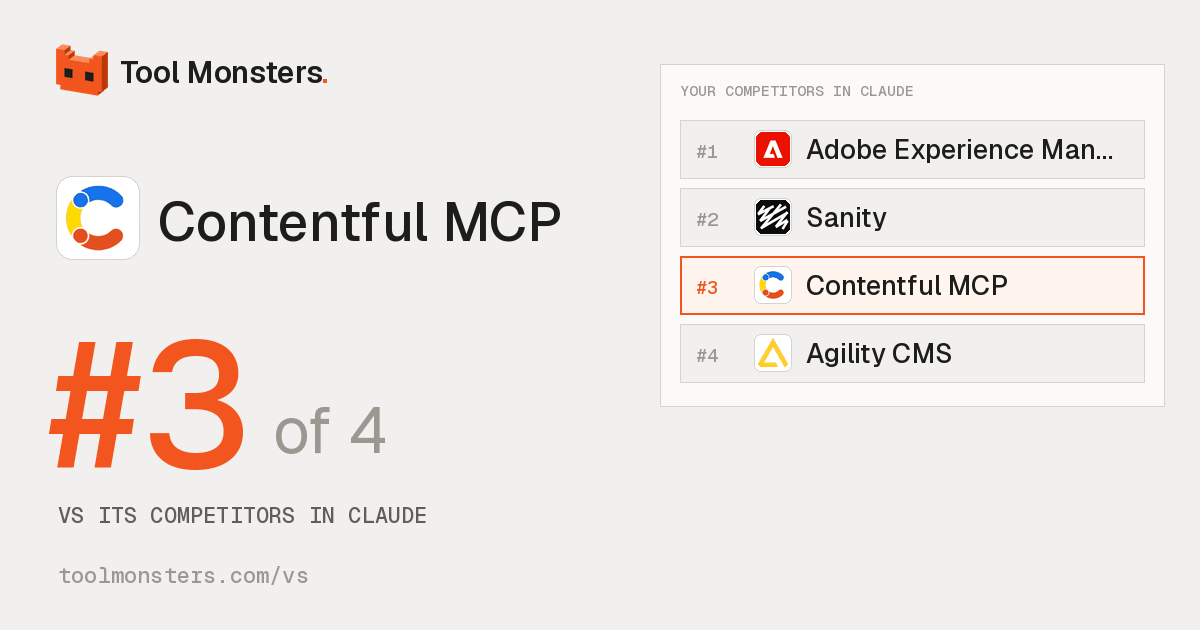 Tool Monsters.
Contentful MCP
#3 of 4
VS ITS COMPETITORS IN CLAUDE
toolmonsters.com/vs
YOUR COMPETITORS IN CLAUDE
#1 Adobe Experience Man...
#2 Sanity
#3 Contentful MCP
#4 Agility CMS